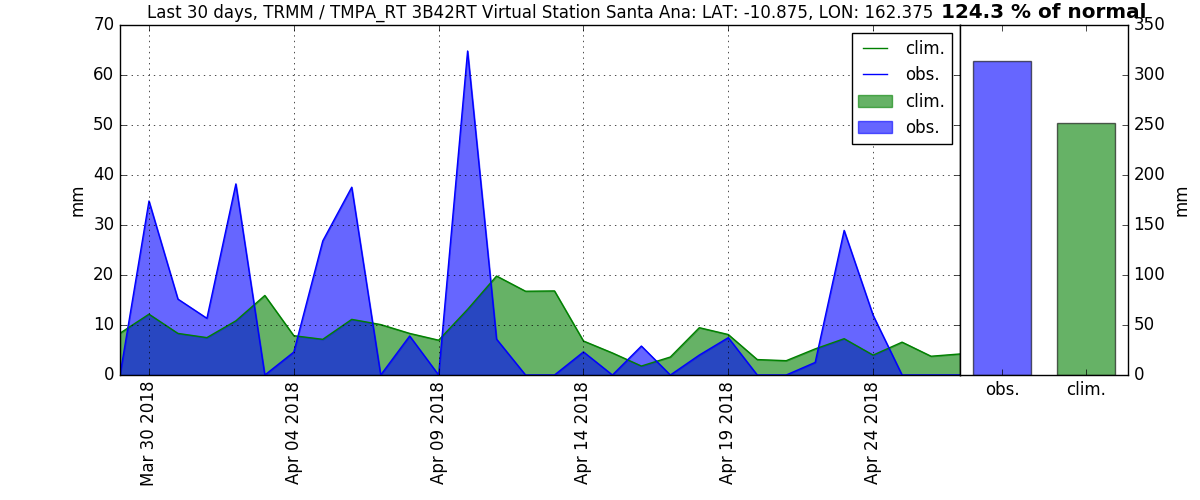 Last 30 days, TRMM / TMPA_RT 3B42RT Virtual Station Santa Ana: LAT: -10.875, LON: 162.375 124.3 % of normal
70
60
50
40
30
20
10
0
mm
clim.
obs.
clim.
obs.
350
300
250
200
150
100
50
0
mm
obs. clim.
Mar 30 2018
Apr 04 2018
Apr 09 2018
Apr 14 2018
Apr 19 2018
Apr 24 2018